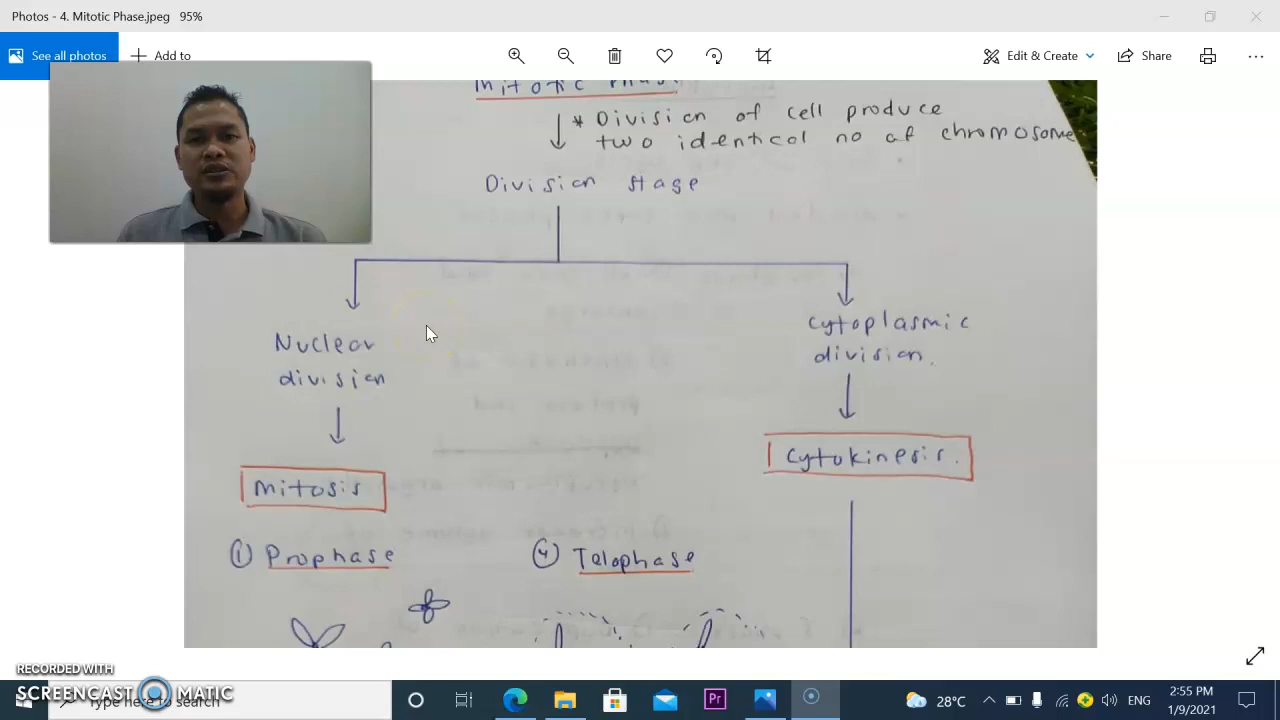 Photos - 4. Mitotic Phase.jpeg 95%
See all photos
Add to
Edit & Create
Share
Mitotic Phase
* Division of cell produce
two identical no of chromosome
Division stage
Nuclear
division
Cytoplasmic
division.
Mitosis
Cytokinesis.
① Prophase
④ Telophase
RECORDED WITH
SCREENCAST MATIC
Type here to search
Pr
28°C
ENG
2:55 PM
1/9/2021